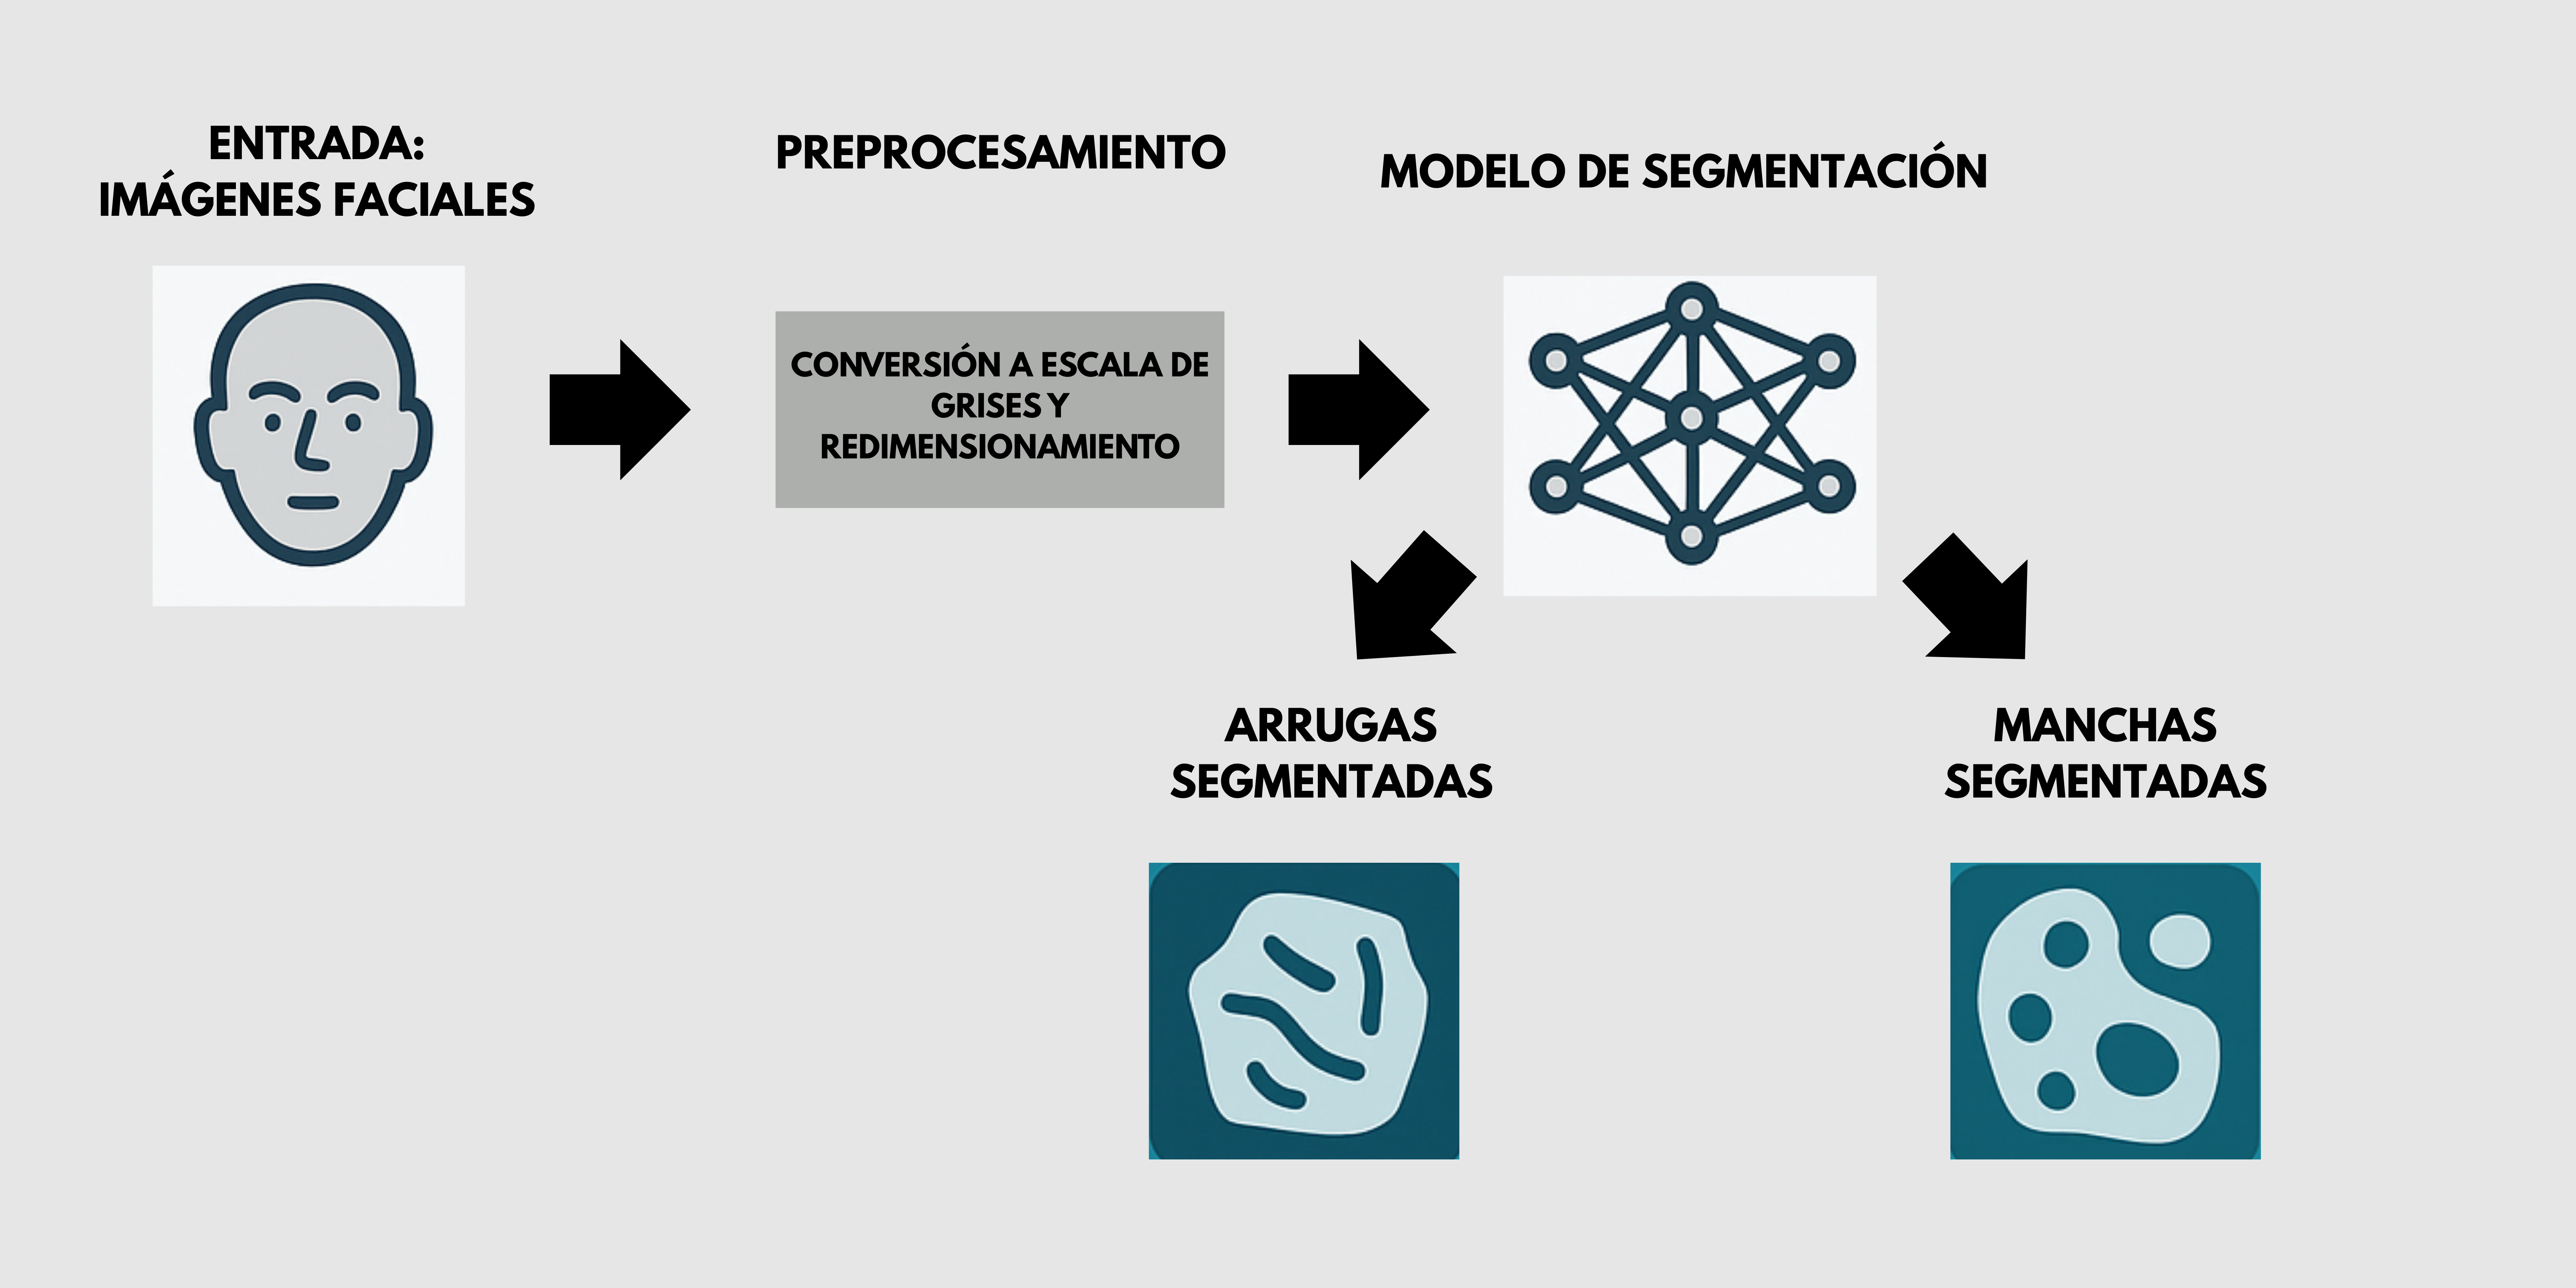 ENTRADA:
IMÁGENES FACIALES
PREPROCESAMIENTO
MODELO DE SEGMENTACIÓN
CONVERSIÓN A ESCALA DE
GRISES Y
REDIMENSIONAMIENTO
ARRUGAS
SEGMENTADAS
MANCHAS
SEGMENTADAS